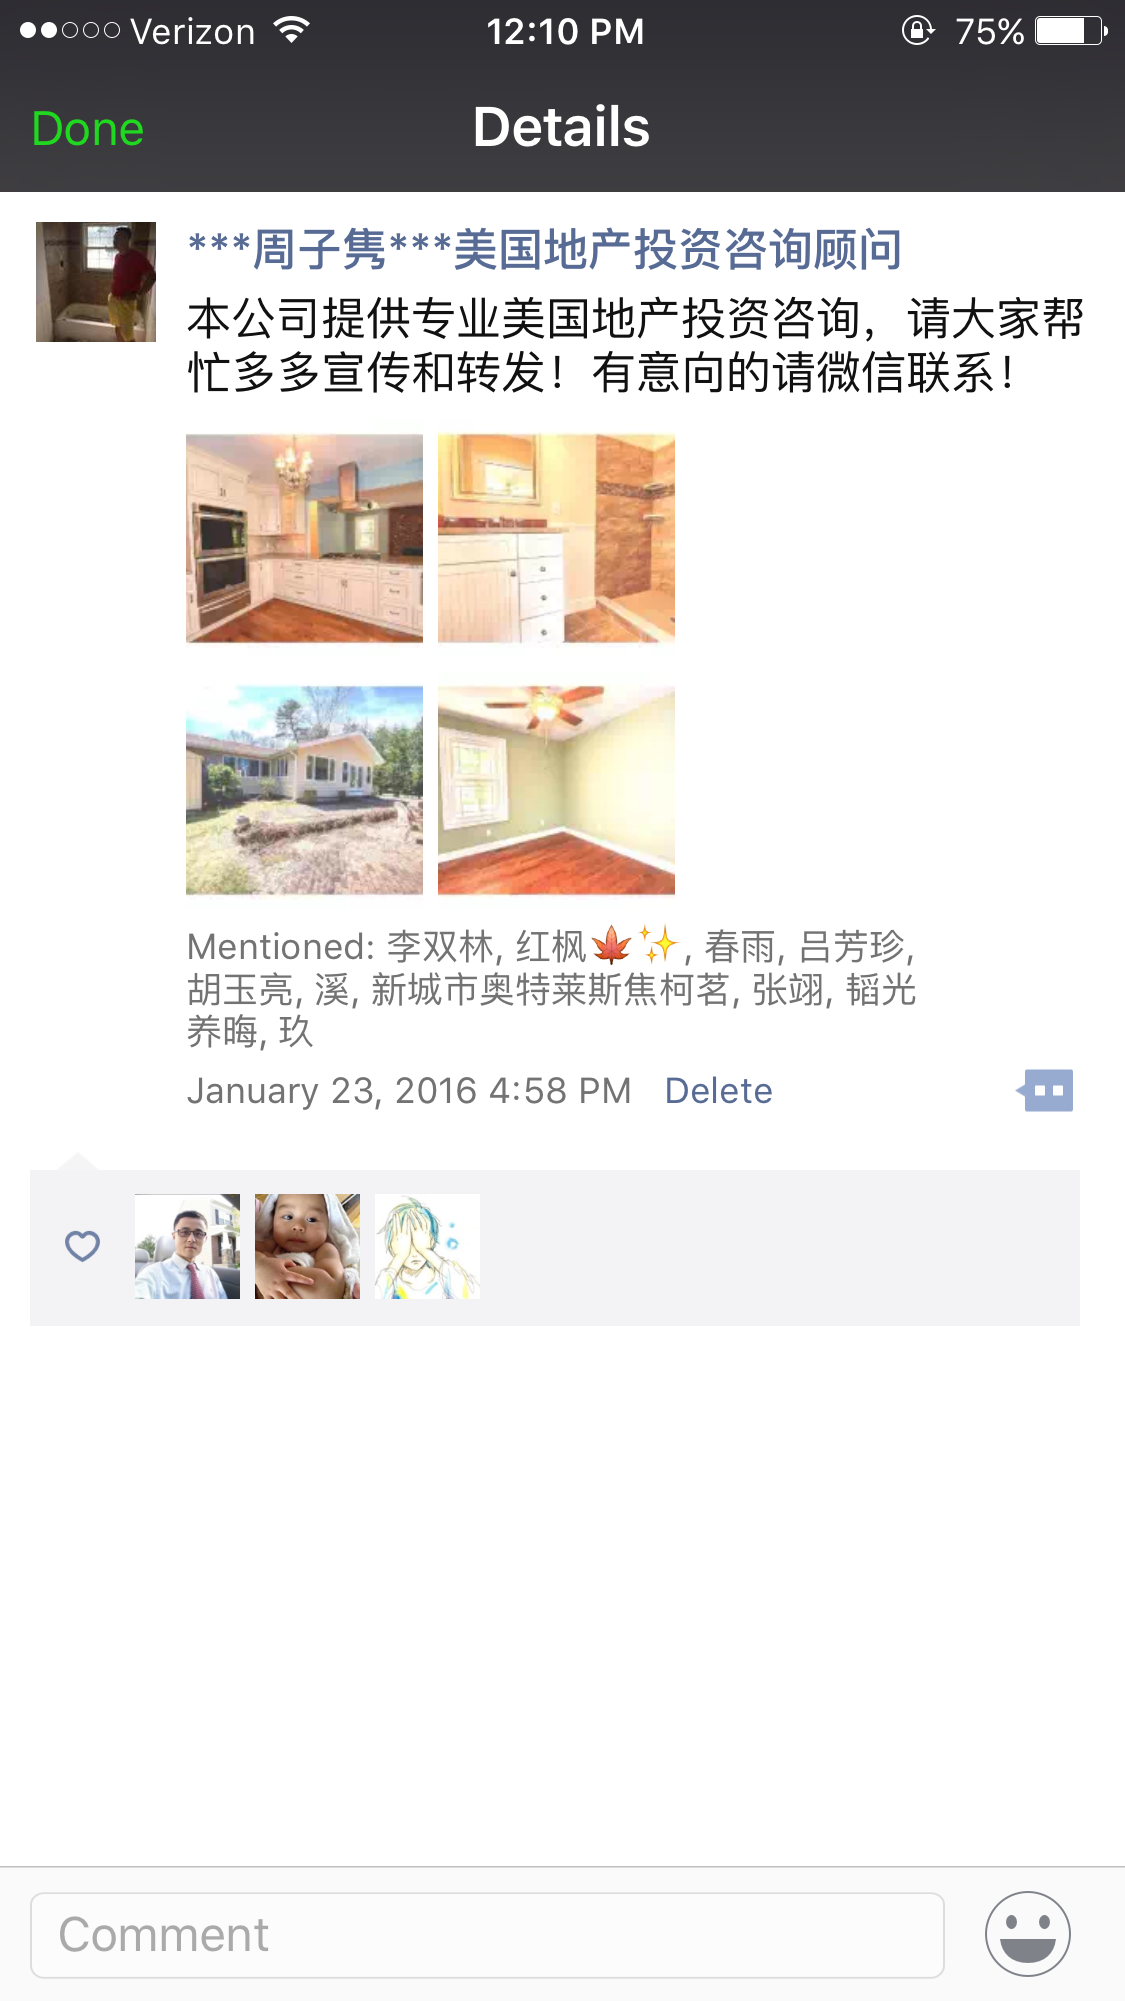 Verizon 12:10 PM 75%
Done Details
***周子隽***美国地产投资咨询顾问
本公司提供专业美国地产投资咨询，请大家帮
忙多多宣传和转发！有意向的请微信联系！
Mentioned: 李双林, 红枫🍁✨, 春雨, 吕芳珍,
胡玉亮, 溪, 新城市奥特莱斯焦柯茗, 张翊, 韬光
养晦, 玖
January 23, 2016 4:58 PM Delete
Comment